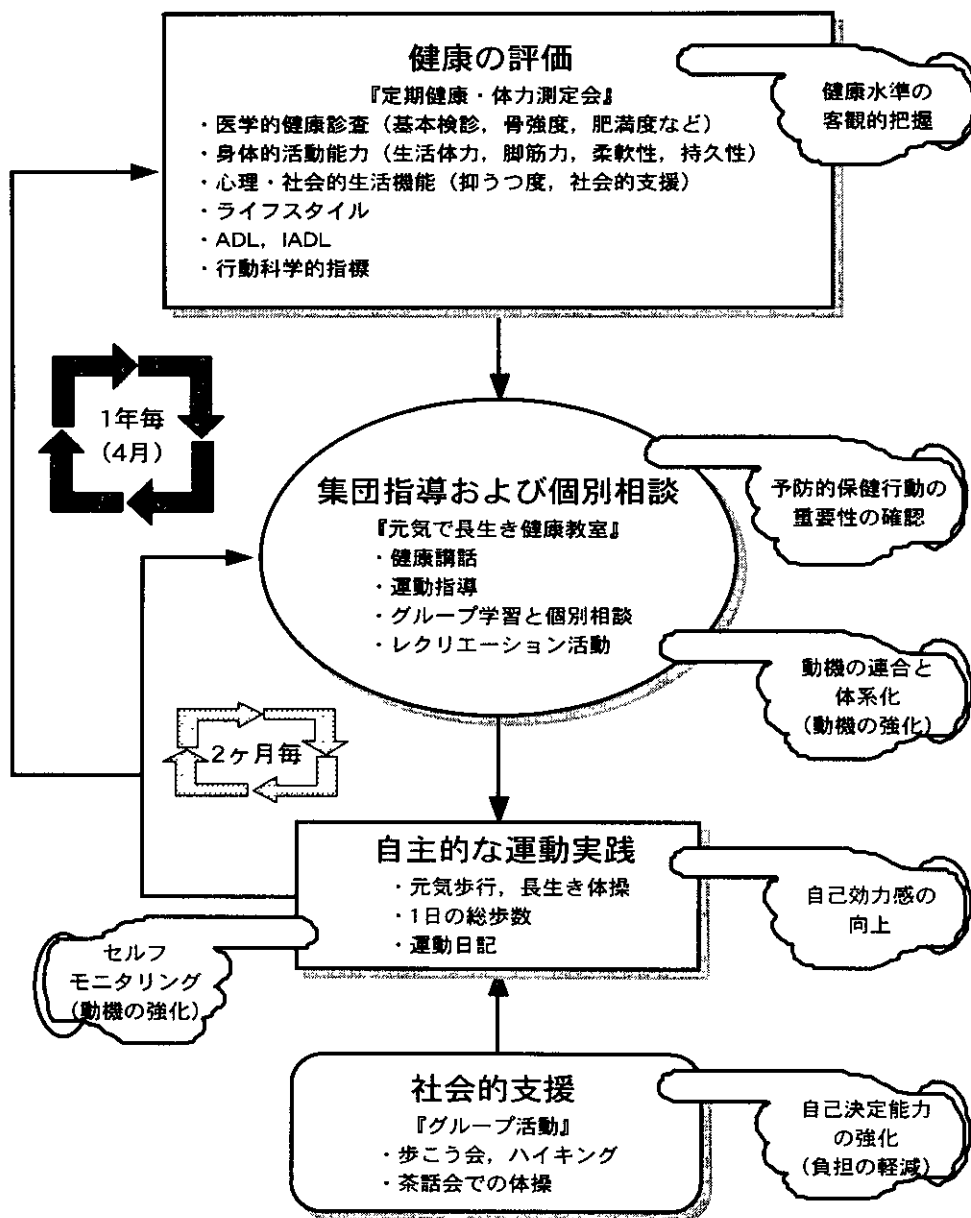 健康の評価
『定期健康・体力測定会』
・医学的健康診査（基本検診，骨強度，肥満度など）
・身体的活動能力（生活体力，脚筋力，柔軟性，持久性）
・心理・社会的生活機能（抑うつ度，社会的支援）
・ライフスタイル
・ADL，IADL
・行動科学的指標
健康水準の
客観的把握
1年毎
（4月）
集団指導および個別相談
『元気で長生き健康教室』
・健康講話
・運動指導
・グループ学習と個別相談
・レクリエーション活動
予防的保健行動の
重要性の確認
動機の連合と
体系化
（動機の強化）
2ヶ月毎
自主的な運動実践
・元気歩行，長生き体操
・1日の総歩数
・運動日記
自己効力感の
向上
セルフ
モニタリング
（動機の強化）
社会的支援
『グループ活動』
・歩こう会，ハイキング
・茶話会での体操
自己決定能力
の強化
（負担の軽減）